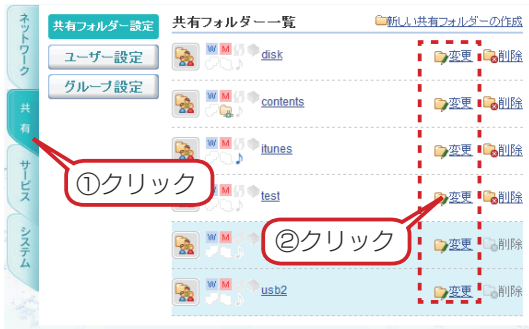 ネットワーク
共有
サービス
システム
共有フォルダー設定
ユーザー設定
グループ設定
共有フォルダー一覧
新しい共有フォルダーの作成
W M disk 変更 削除
W M contents 変更 削除
W M itunes 変更 削除
W M test 変更 削除
W M 変更 削除
W M usb2 変更 削除
①クリック
②クリック